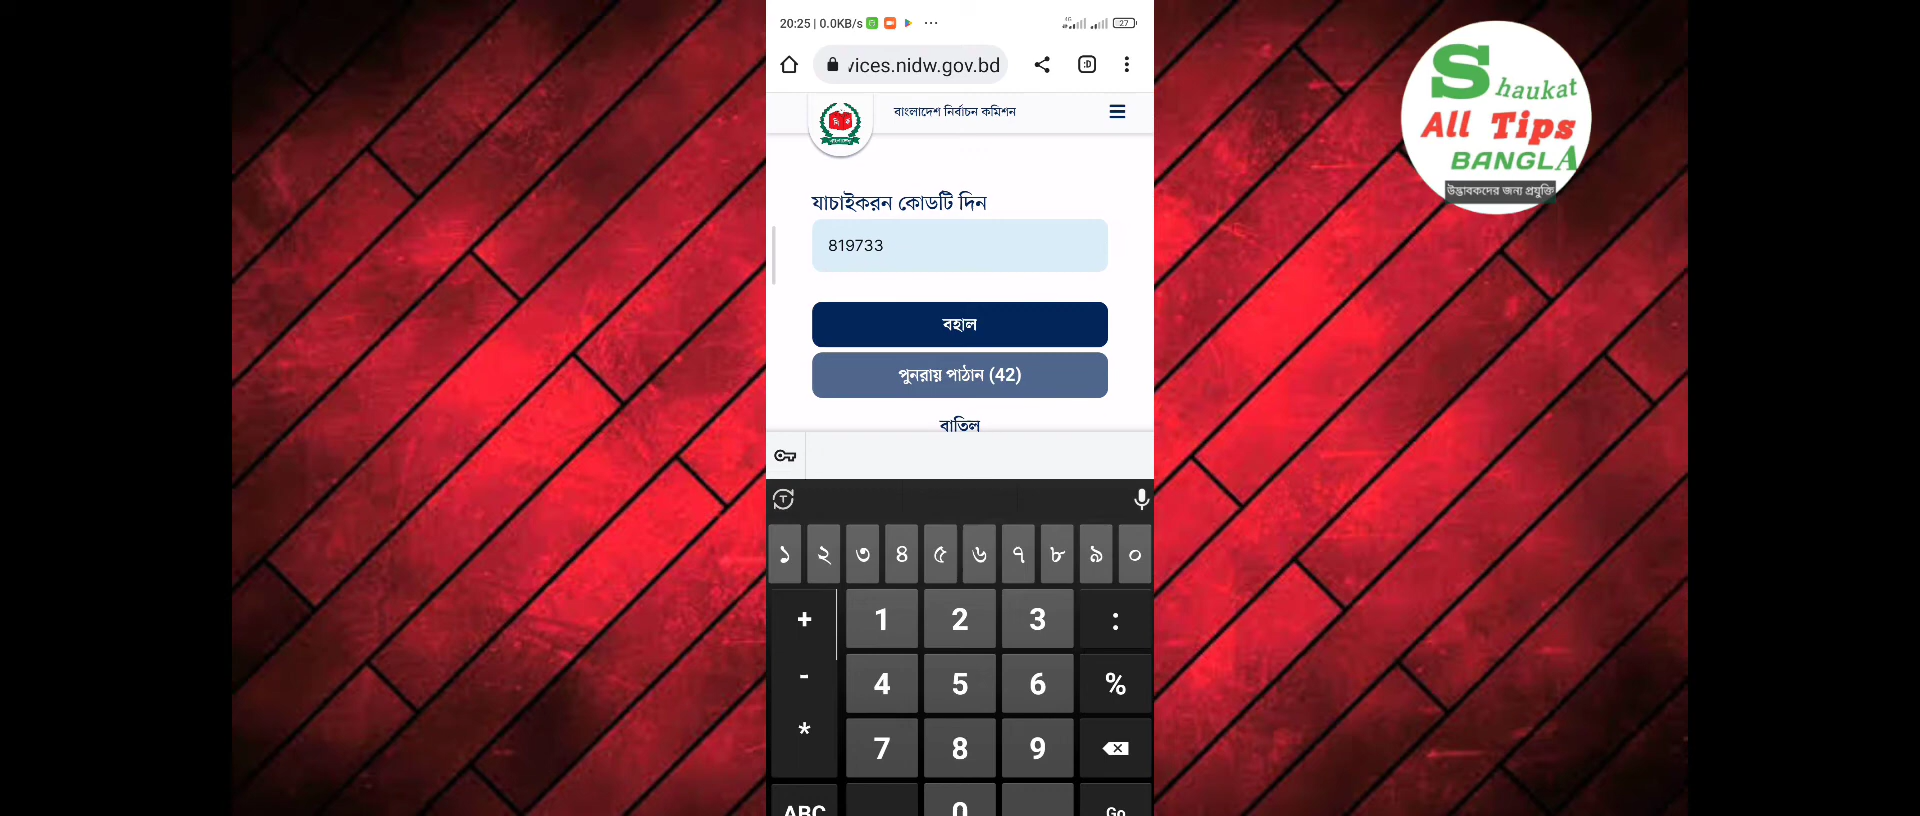 20:25 | 0.0KB/s
4G
27
vices.nidw.gov.bd
:D
বাংলাদেশ নির্বাচন কমিশন
যাচাইকরন কোডটি দিন
819733
বহাল
পুনরায় পাঠান (42)
বাতিল
১ ২ ৩ ৪ ৫ ৬ ৭ ৮ ৯ ০
+ 1 2 3 :
- 4 5 6 %
* 7 8 9
ABC 0 Go
Shaukat
All Tips
BANGLA
উদ্ভাবকদের জন্য প্রযুক্তি